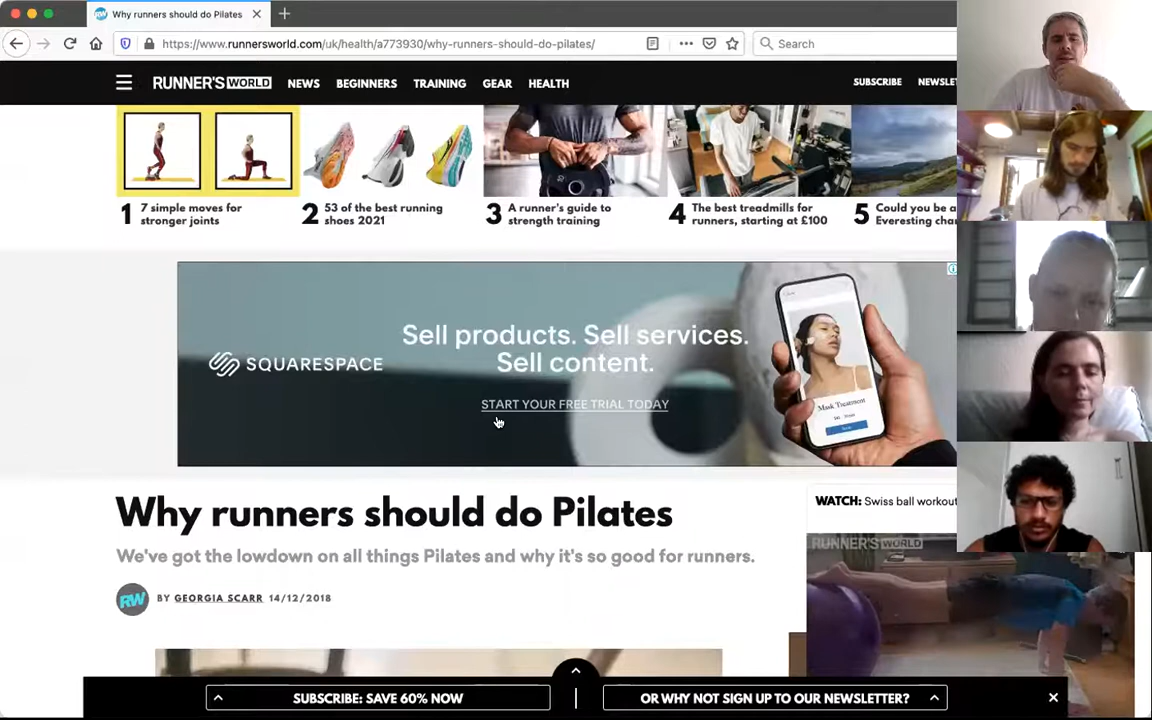 Why runners should do Pilates
https://www.runnersworld.com/uk/health/a773930/why-runners-should-do-pilates/
Search
RUNNER'S WORLD
NEWS
BEGINNERS
TRAINING
GEAR
HEALTH
SUBSCRIBE
1 7 simple moves for
stronger joints
2 53 of the best running
shoes 2021
3 A runner's guide to
strength training
4 The best treadmills for
runners, starting at £100
5 Could you be a
Everesting
SQUARESPACE
Sell products. Sell services.
Sell content.
START YOUR FREE TRIAL TODAY
Mask Treatment
Why runners should do Pilates
We've got the lowdown on all things Pilates and why it's so good for runners.
RW
BY GEORGIA SCARR 14/12/2018
WATCH: Swiss ball workout
RUNNER'S WORLD
SUBSCRIBE: SAVE 60% NOW
OR WHY NOT SIGN UP TO OUR NEWSLETTER?